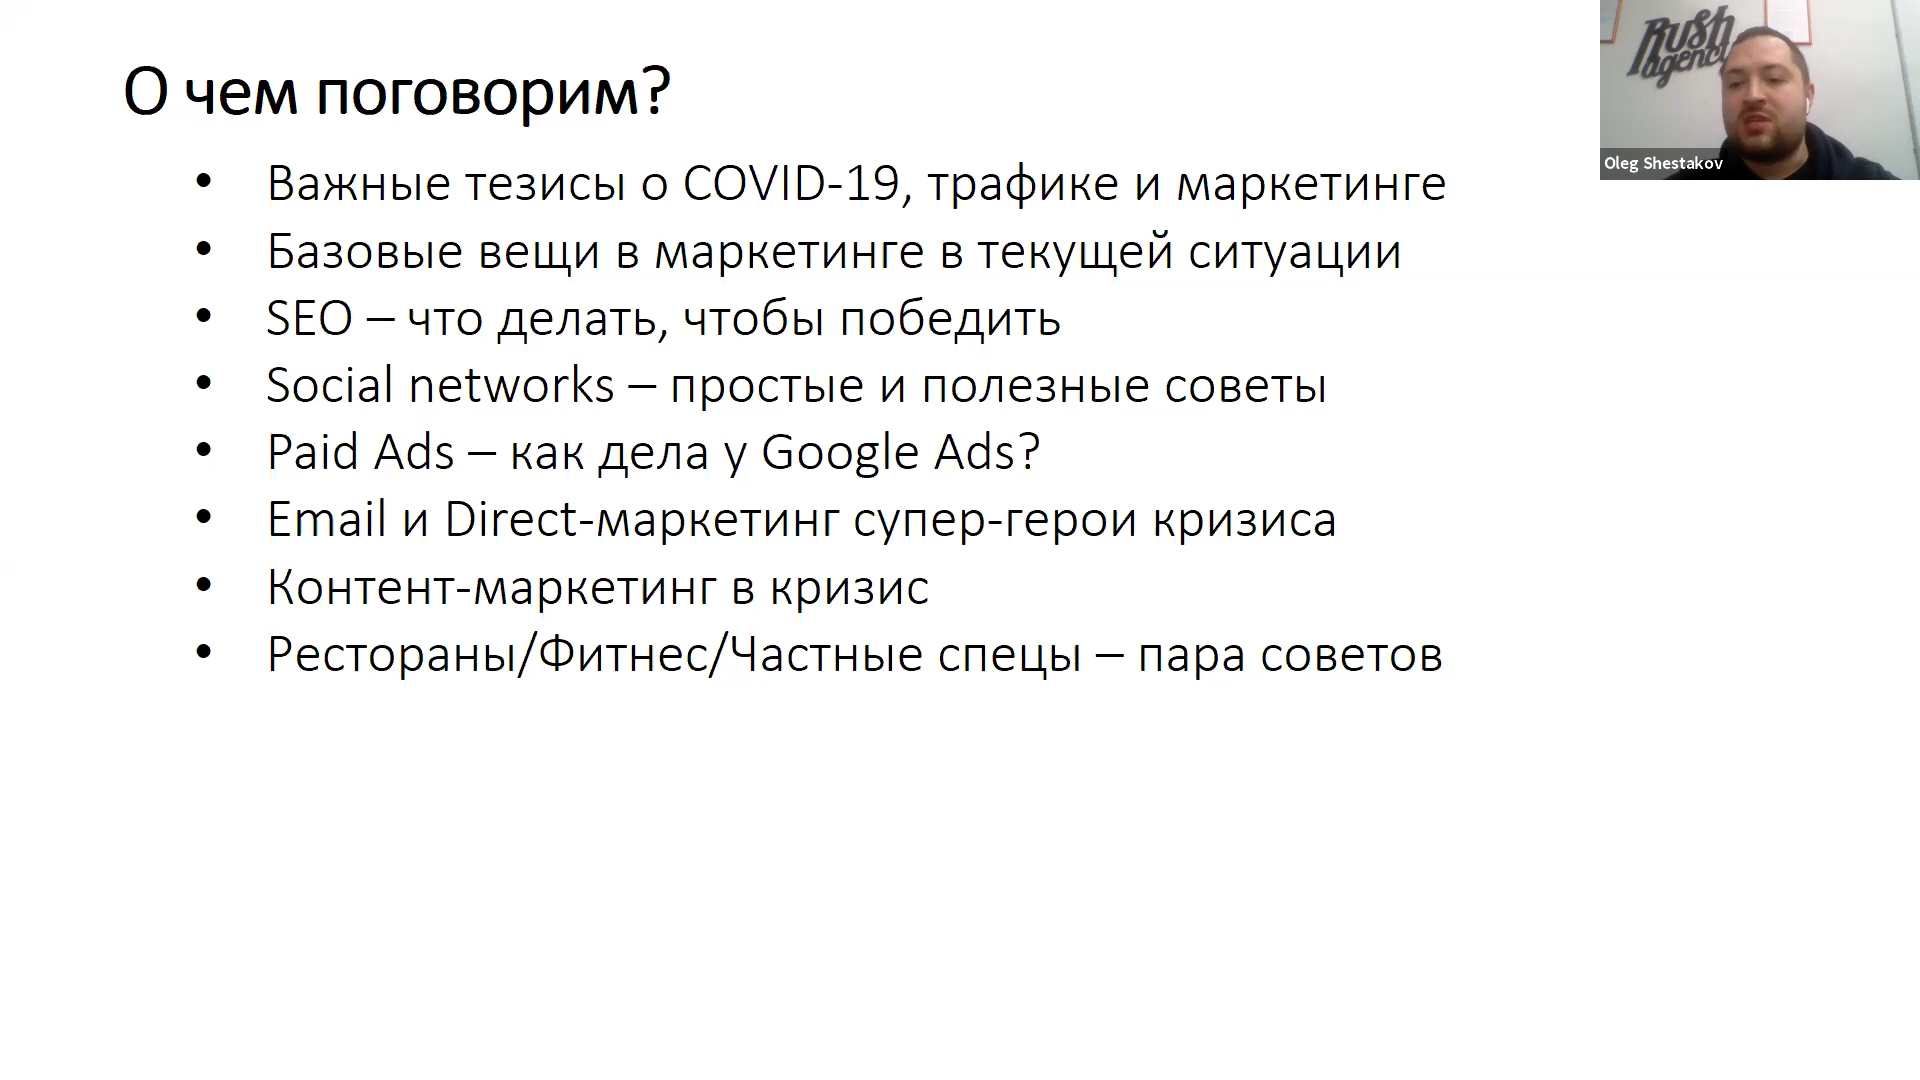 О чем поговорим?
• Важные тезисы о COVID-19, трафике и маркетинге
• Базовые вещи в маркетинге в текущей ситуации
• SEO – что делать, чтобы победить
• Social networks – простые и полезные советы
• Paid Ads – как дела у Google Ads?
• Email и Direct-маркетинг супер-герои кризиса
• Контент-маркетинг в кризис
• Рестораны/Фитнес/Частные спецы – пара советов
Rush
agency
Oleg Shestakov